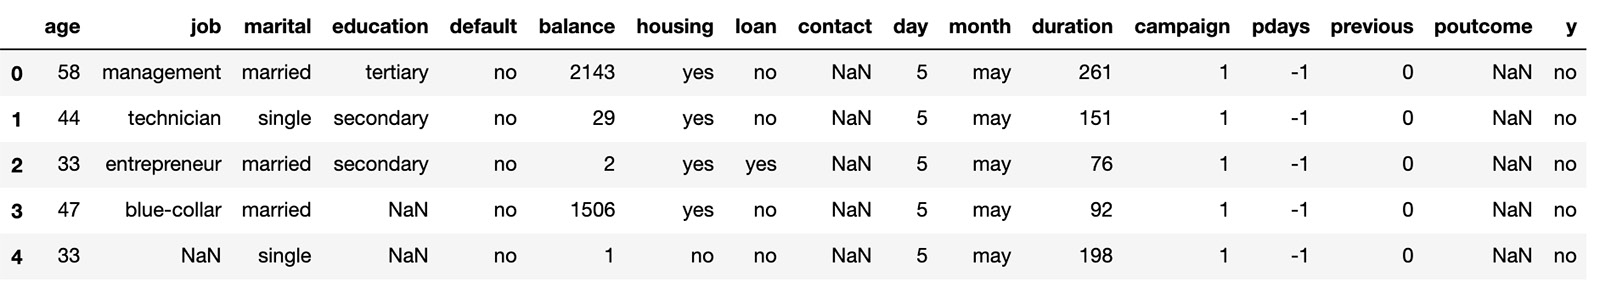 age job marital education default balance housing loan contact day month duration campaign pdays previous poutcome y
0 58 management married tertiary no 2143 yes no NaN 5 may 261 1 -1 0 NaN no
1 44 technician single secondary no 29 yes no NaN 5 may 151 1 -1 0 NaN no
2 33 entrepreneur married secondary no 2 yes yes NaN 5 may 76 1 -1 0 NaN no
3 47 blue-collar married NaN no 1506 yes no NaN 5 may 92 1 -1 0 NaN no
4 33 NaN single NaN no 1 no no NaN 5 may 198 1 -1 0 NaN no